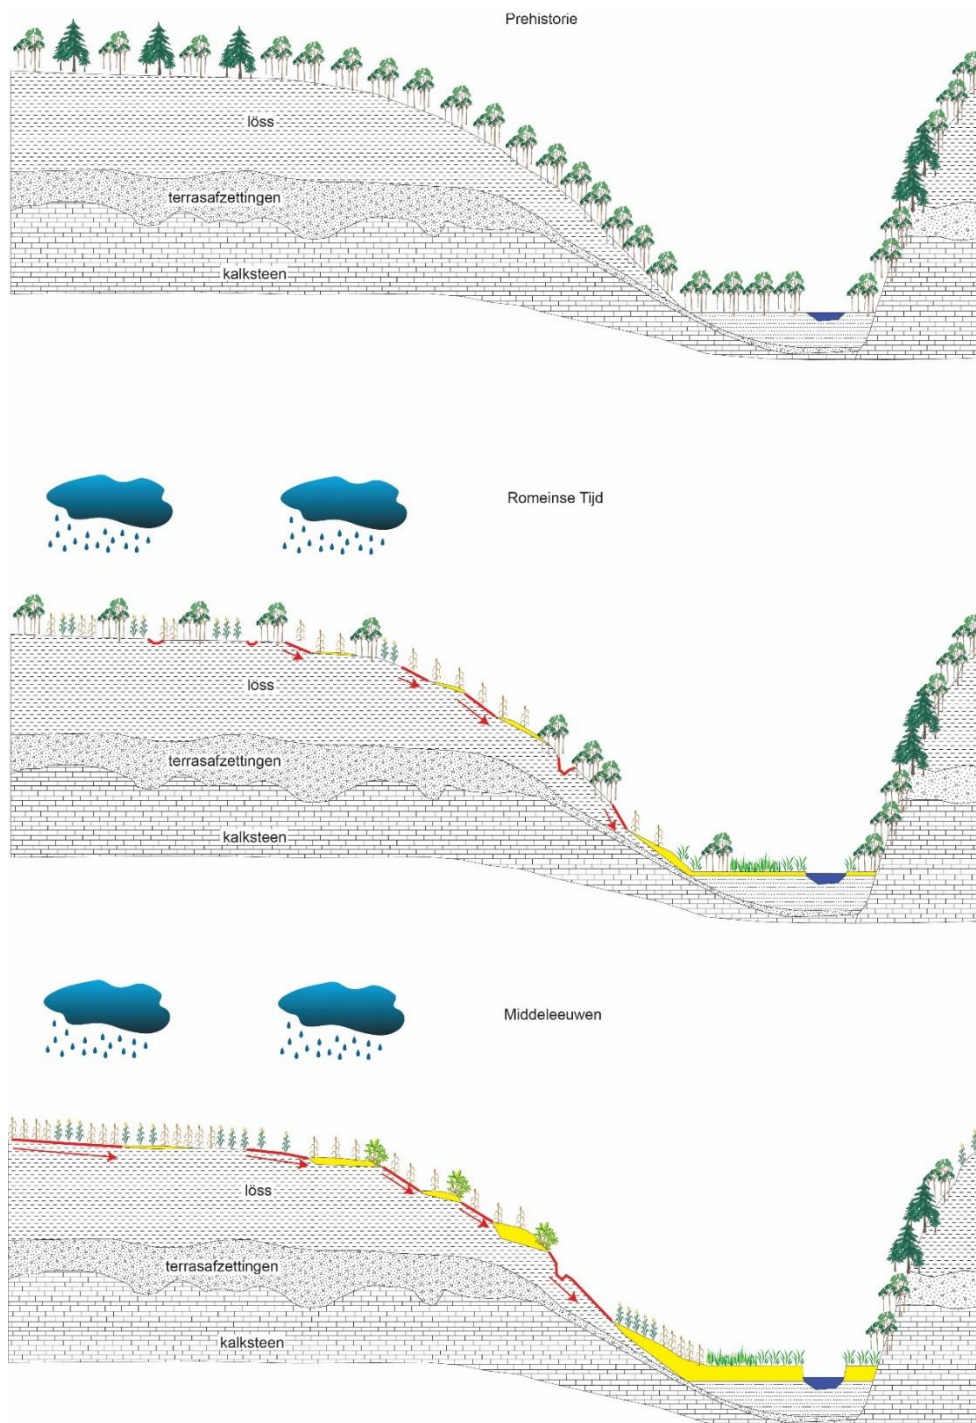 Prehistorie
löss
terrasafzettingen
kalksteen
Romeinse Tijd
löss
terrasafzettingen
kalksteen
Middeleeuwen
löss
terrasafzettingen
kalksteen